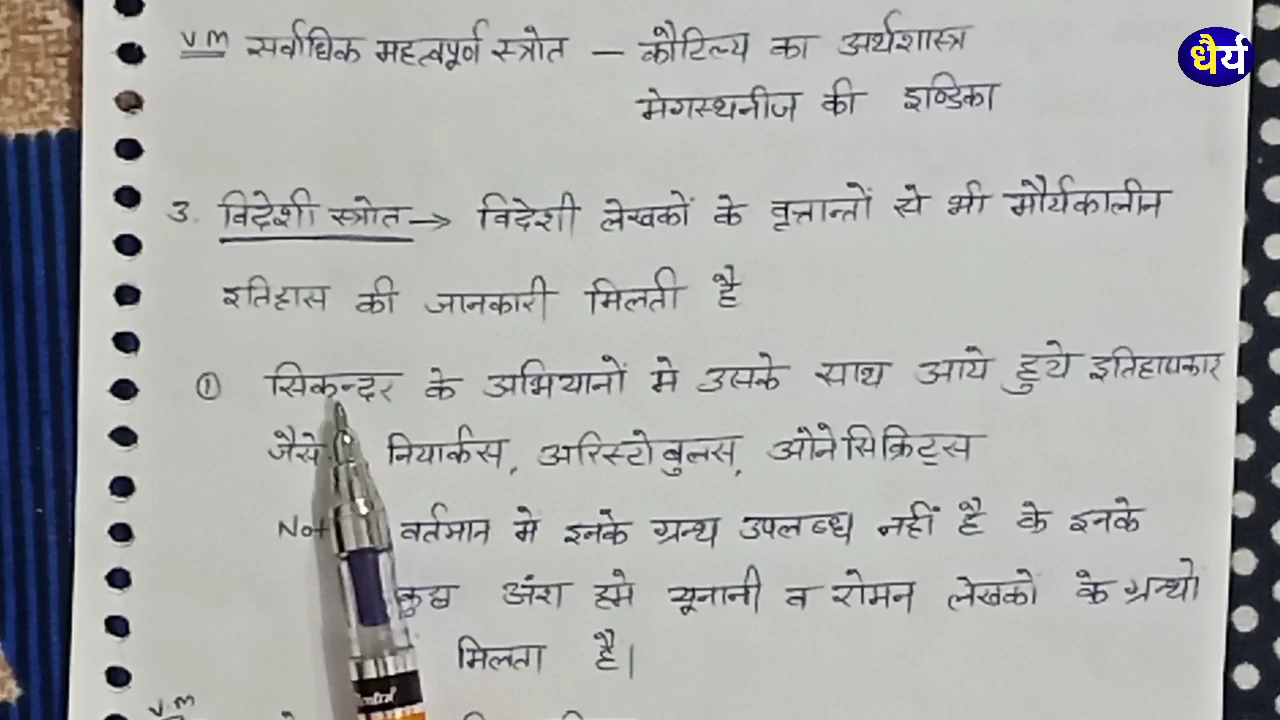 V M सर्वाधिक महत्वपूर्ण स्त्रोत – कौटिल्य का अर्थशास्त्र
धैर्य
मेगस्थनीज की इण्डिका
3. विदेशी स्त्रोत → विदेशी लेखकों के वृत्तान्तों से भी मौर्यकालीन
इतिहास की जानकारी मिलती है
① सिकन्दर के अभियानों मे उसके साथ आये हुये इतिहासकार
जैसे नियार्कस, अरिस्टोबुलस, ओनेसिक्रिट्स
Not वर्तमान मे इनके ग्रन्थ उपलब्ध नहीं है के इनके
कुछ अंश हमे यूनानी व रोमन लेखको के ग्रन्थो
मिलता है।
V.M